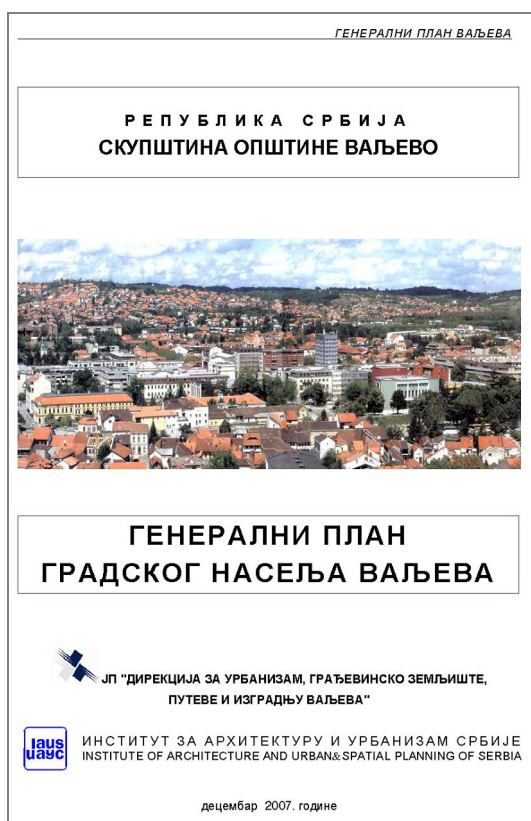 ГЕНЕРАЛНИ ПЛАН ВАЉЕВА
РЕПУБЛИКА СРБИЈА
СКУПШТИНА ОПШТИНЕ ВАЉЕВО
ГЕНЕРАЛНИ ПЛАН
ГРАДСКОГ НАСЕЉА ВАЉЕВА
ЈП "ДИРЕКЦИЈА ЗА УРБАНИЗАМ, ГРАЂЕВИНСКО ЗЕМЉИШТЕ,
ПУТЕВЕ И ИЗГРАДЊУ ВАЉЕВА"
iaus
иаус
ИНСТИТУТ ЗА АРХИТЕКТУРУ И УРБАНИЗАМ СРБИЈЕ
INSTITUTE OF ARCHITECTURE AND URBAN& SPATIAL PLANNING OF SERBIA
децембар 2007. године